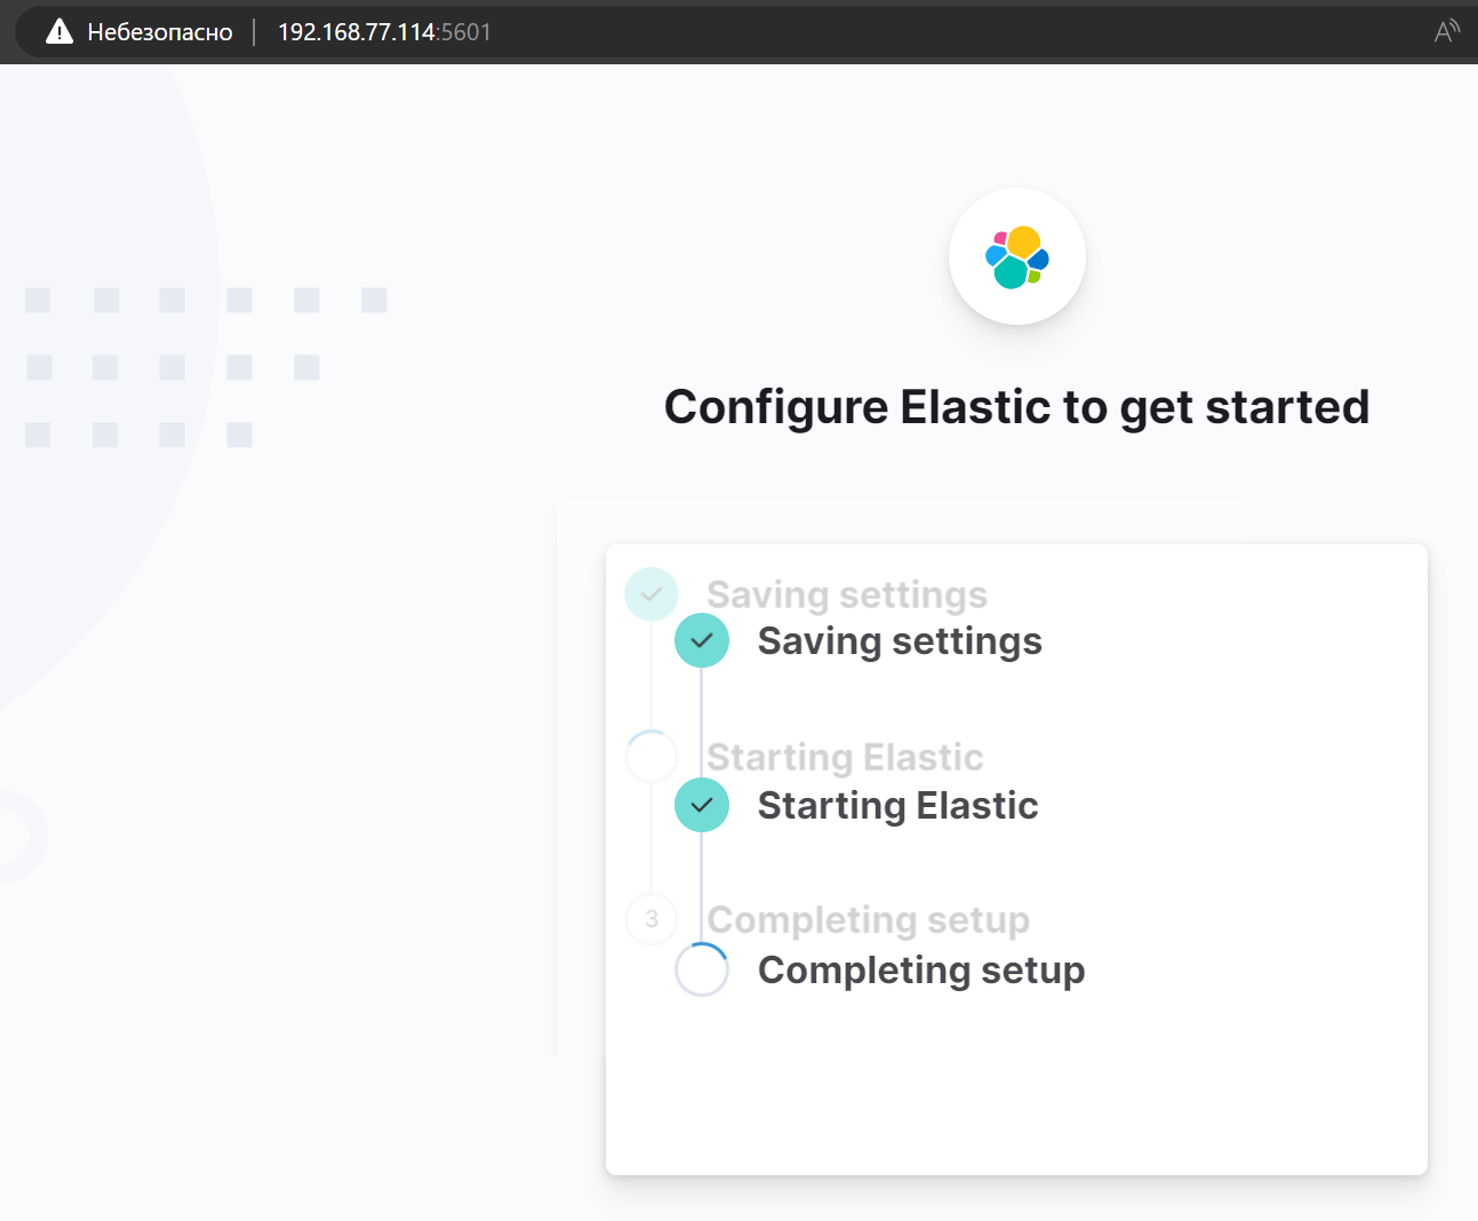 Небезопасно | 192.168.77.114:5601
Configure Elastic to get started
Saving settings
Saving settings
Starting Elastic
Starting Elastic
3 Completing setup
Completing setup